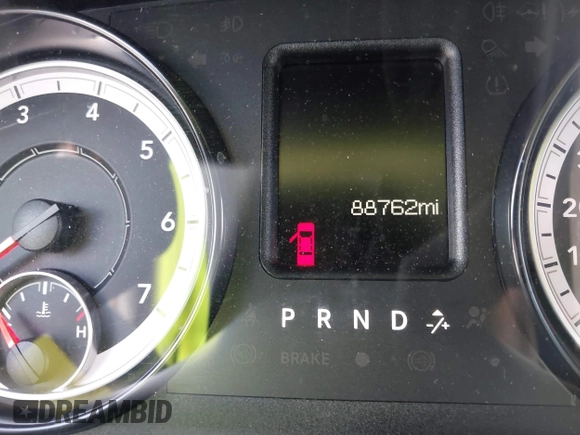 3 4 5 6 7
H
88762mi
P R N D -/+
BRAKE
DREAMBID